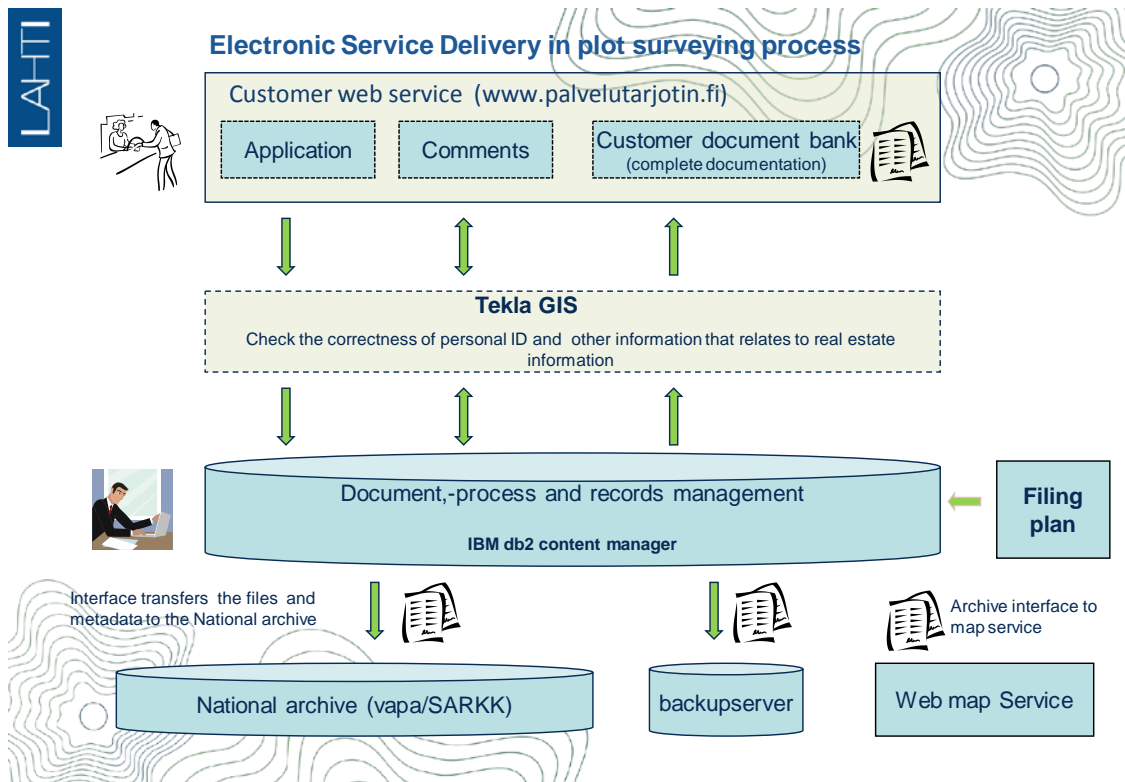 LAHTI
Electronic Service Delivery in plot surveying process
Customer web service (www.palvelutarjotin.fi)
Application
Comments
Customer document bank
(complete documentation)
Tekla GIS
Check the correctness of personal ID and other information that relates to real estate
information
Document,-process and records management
IBM db2 content manager
Filing
plan
Interface transfers the files and
metadata to the National archive
Archive interface to
map service
National archive (vapa/SARKK)
backupserver
Web map Service